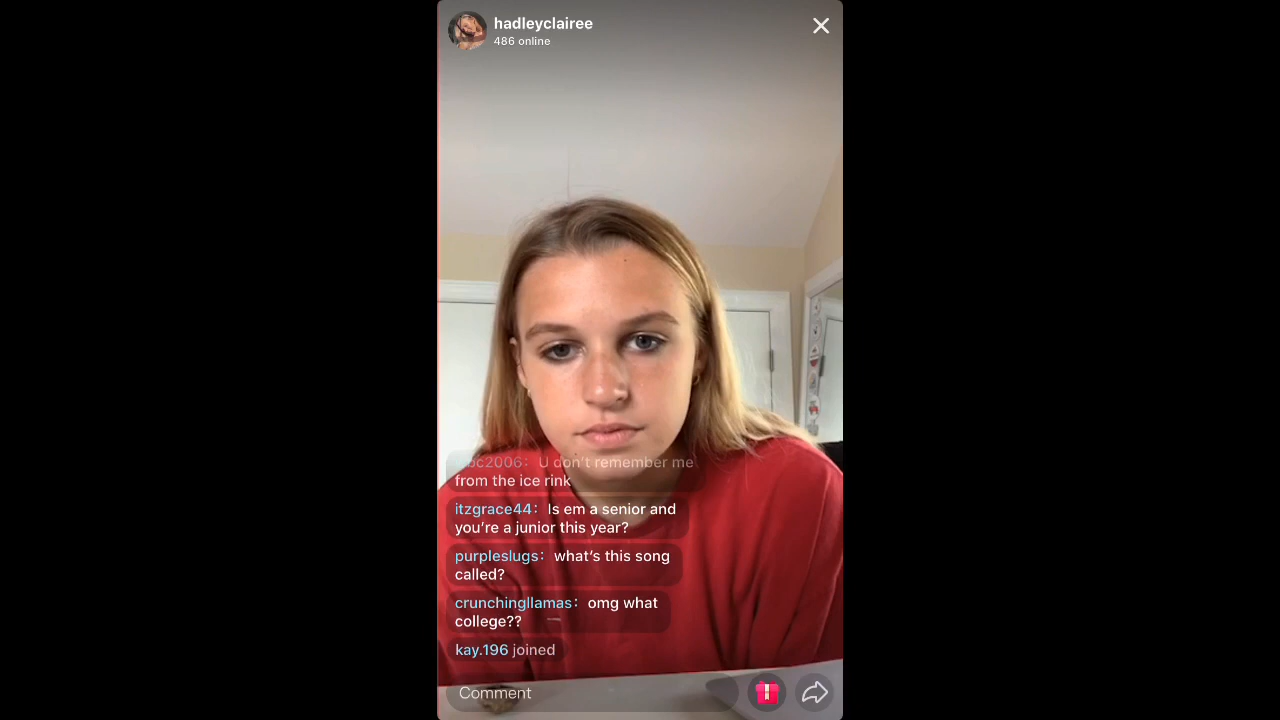 hadleyclairee
486 online
U don't remember me
from the ice rink
itzgrace44: Is em a senior and
you're a junior this year?
purpleslugs: what's this song
called?
crunchingllamas: omg what
college??
kay.196 joined
Comment